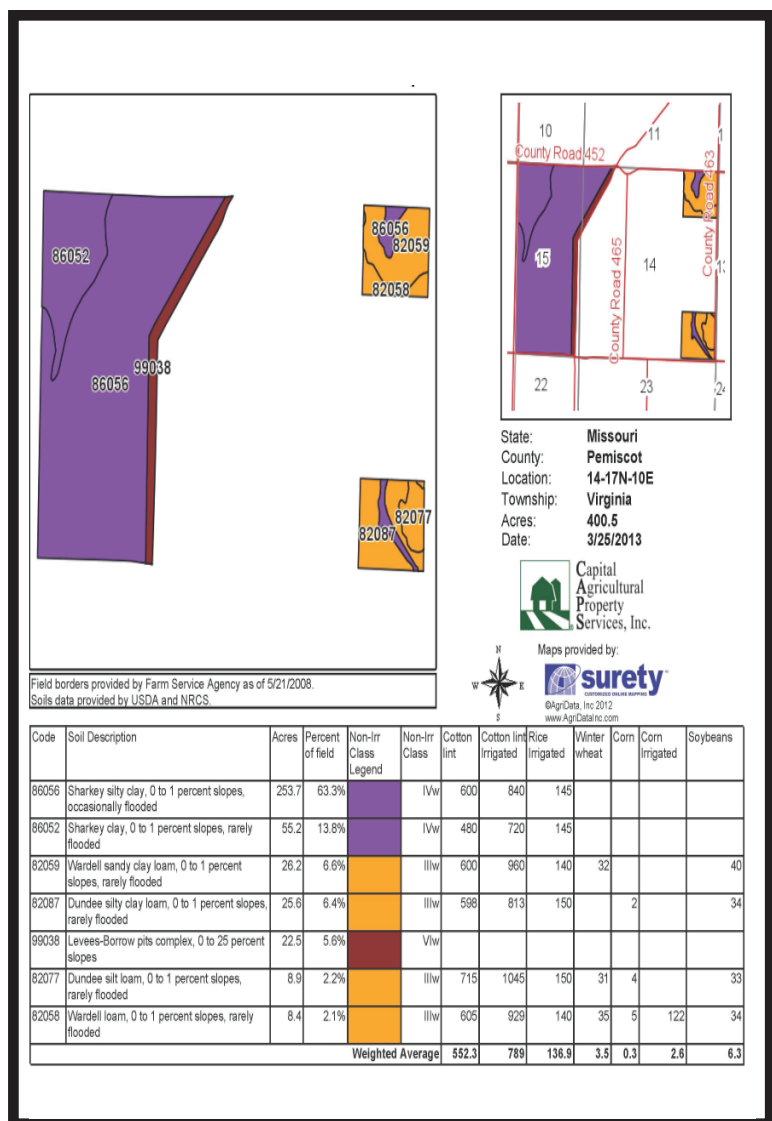 10
11
1
County Road 452
County Road 463
15
County Road 465
14
13
22
23
24
86052
86056
82059
82058
99038
86056
82077
82087
State: Missouri
County: Pemiscot
Location: 14-17N-10E
Township: Virginia
Acres: 400.5
Date: 3/25/2013
Capital
Agricultural
Property
Services, Inc.
Maps provided by:
N
W E
S
surety
CUSTOMIZED ONLINE MAPPING
©AgriData, Inc 2012
www.AgriDataInc.com
Field borders provided by Farm Service Agency as of 5/21/2008.
Soils data provided by USDA and NRCS.
Code Soil Description Acres Percent of field Non-Irr Class Legend Non-Irr Class Cotton lint Cotton lint Irrigated Rice Irrigated Winter wheat Corn Corn Irrigated Soybeans
86056 Sharkey silty clay, 0 to 1 percent slopes, 253.7 63.3% IVw 600 840 145
occasionally flooded
86052 Sharkey clay, 0 to 1 percent slopes, rarely 55.2 13.8% IVw 480 720 145
flooded
82059 Wardell sandy clay loam, 0 to 1 percent 26.2 6.6% IIIw 600 960 140 32 40
slopes, rarely flooded
82087 Dundee silty clay loam, 0 to 1 percent slopes, 25.6 6.4% IIIw 598 813 150 2 34
rarely flooded
99038 Levees-Borrow pits complex, 0 to 25 percent 22.5 5.6% VIw
slopes
82077 Dundee silt loam, 0 to 1 percent slopes, 8.9 2.2% IIIw 715 1045 150 31 4 33
rarely flooded
82058 Wardell loam, 0 to 1 percent slopes, rarely 8.4 2.1% IIIw 605 929 140 35 5 122 34
flooded
Weighted Average 552.3 789 136.9 3.5 0.3 2.6 6.3